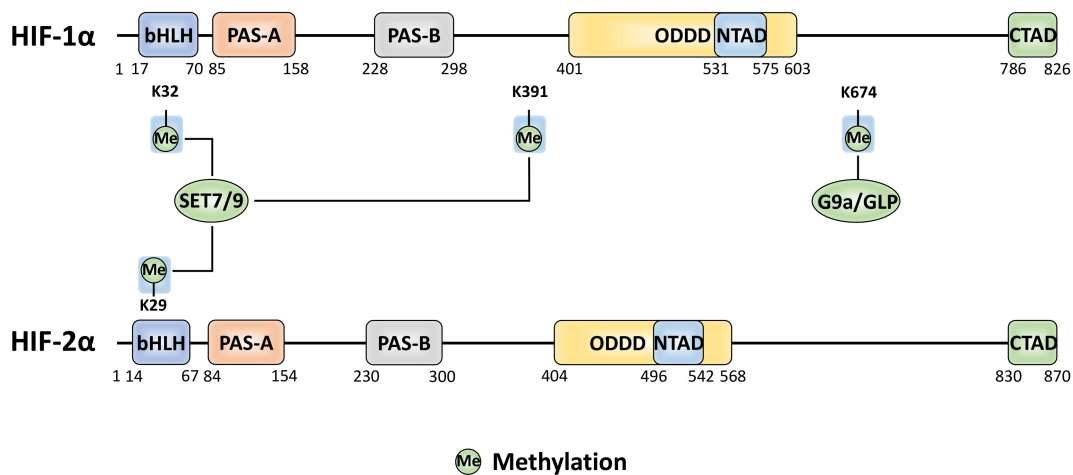 HIF-1α bHLH PAS-A PAS-B ODDD NTAD CTAD
1 17 70 85 158 228 298 401 531 575 603 786 826
K32 K391 K674
Me Me Me
SET7/9 G9a/GLP
Me
K29
HIF-2α bHLH PAS-A PAS-B ODDD NTAD CTAD
1 14 67 84 154 230 300 404 496 542 568 830 870
Me Methylation